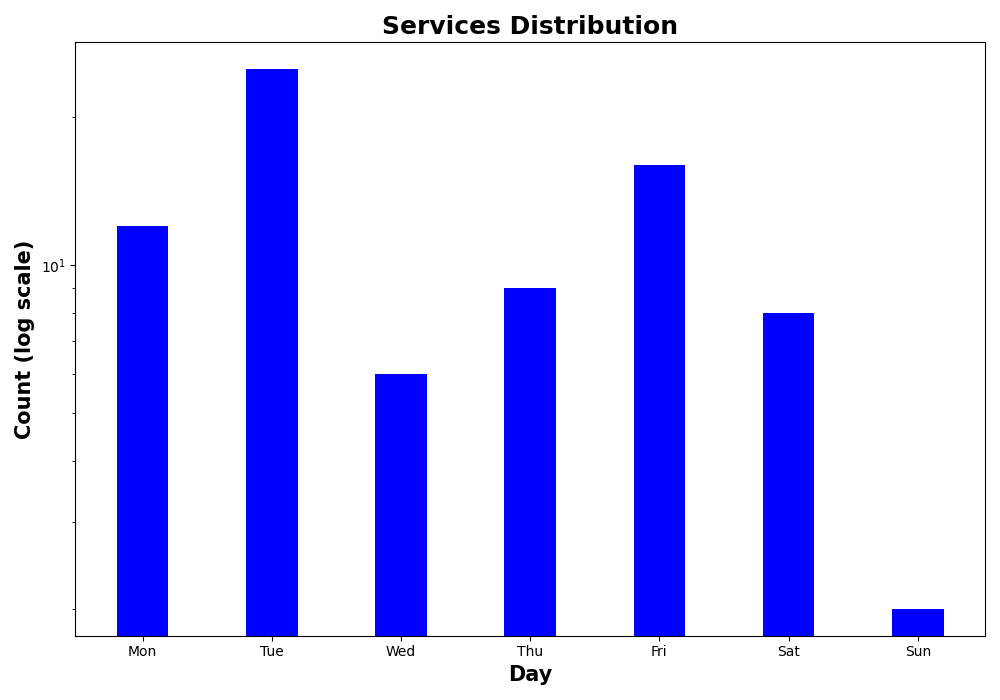 Services Distribution
Count (log scale)
10¹
Mon Tue Wed Thu Fri Sat Sun
Day